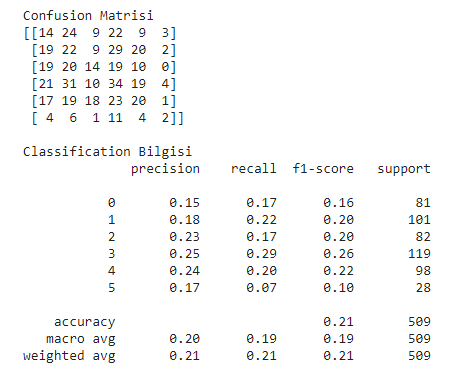 Confusion Matrisi
[[14 24  9 22  9  3]
 [19 22  9 29 20  2]
 [19 20 14 19 10  0]
 [21 31 10 34 19  4]
 [17 19 18 23 20  1]
 [ 4  6  1 11  4  2]]
Classification Bilgisi
              precision    recall  f1-score   support
           0       0.15      0.17      0.16        81
           1       0.18      0.22      0.20       101
           2       0.23      0.17      0.20        82
           3       0.25      0.29      0.26       119
           4       0.24      0.20      0.22        98
           5       0.17      0.07      0.10        28
    accuracy                           0.21       509
   macro avg       0.20      0.19      0.19       509
weighted avg       0.21      0.21      0.21       509